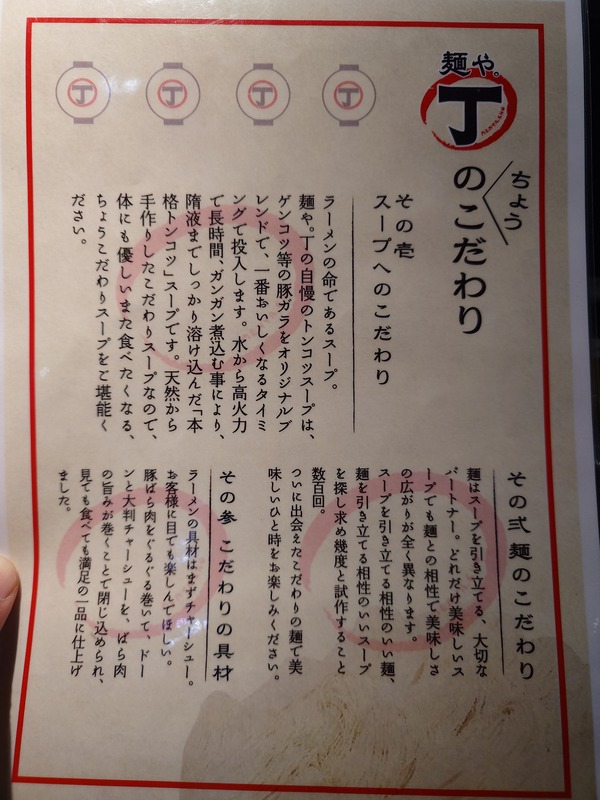 麺や。
丁
のこだわり
ちょう
その壱
スープへのこだわり
ラーメンの命であるスープ。
麺や。丁の自慢のトンコツスープは、
ゲンコツ等の豚ガラをオリジナルブ
レンドで、一番おいしくなるタイミ
ングで投入します。水から高火力
で長時間、ガンガン煮込む事により、
隋液までしっかり溶け込んだ「本
格トンコツ」スープです。天然から
手作りしたこだわりスープなので、
体にも優しいまた食べたくなる、
ちょうこだわりスープをご堪能く
ださい。
その弐 麺のこだわり
麺はスープを引き立てる、大切な
パートナー。どれだけ美味しいス
ープでも麺との相性で美味しさ
の広がりが全く異なります。
スープを引き立てる相性のいい麺、
麺を引き立てる相性のいいスープ
を探し求め幾度と試作すること
数百回。
ついに出会えたこだわりの麺で美
味しいひと時をお楽しみください。
その参 こだわりの具材
ラーメンの具材はまずチャーシュー。
お客様に目でも楽しんでほしい。
豚ばら肉をぐるぐる巻いて、ドー
ンと大判チャーシューを、ばら肉
の旨みが巻くことで閉じ込められ、
見ても食べても満足の一品に仕上げ
ました。
丁
丁
丁
丁